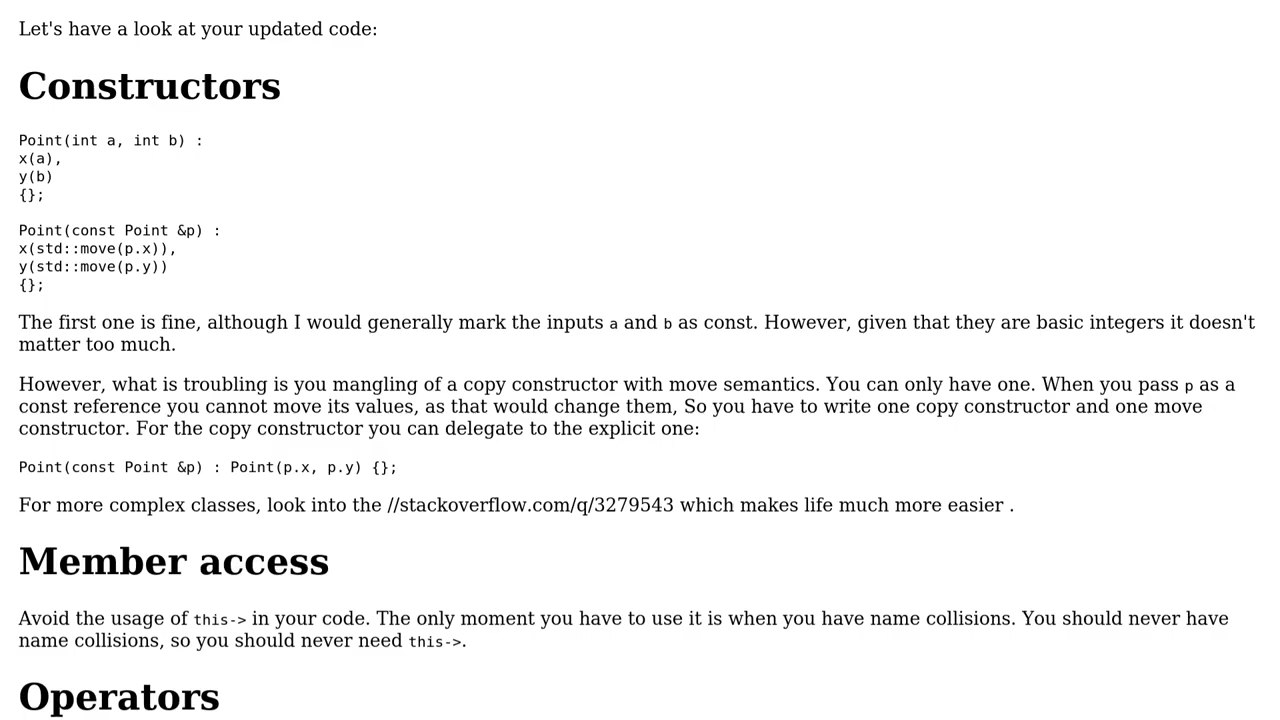 Let's have a look at your updated code:
Constructors
Point(int a, int b) :
x(a),
y(b)
{};
Point(const Point &p) :
x(std::move(p.x)),
y(std::move(p.y))
{};
The first one is fine, although I would generally mark the inputs a and b as const. However, given that they are basic integers it doesn't
matter too much.
However, what is troubling is you mangling of a copy constructor with move semantics. You can only have one. When you pass p as a
const reference you cannot move its values, as that would change them, So you have to write one copy constructor and one move
constructor. For the copy constructor you can delegate to the explicit one:
Point(const Point &p) : Point(p.x, p.y) {};
For more complex classes, look into the //stackoverflow.com/q/3279543 which makes life much more easier .
Member access
Avoid the usage of this-> in your code. The only moment you have to use it is when you have name collisions. You should never have
name collisions, so you should never need this->.
Operators